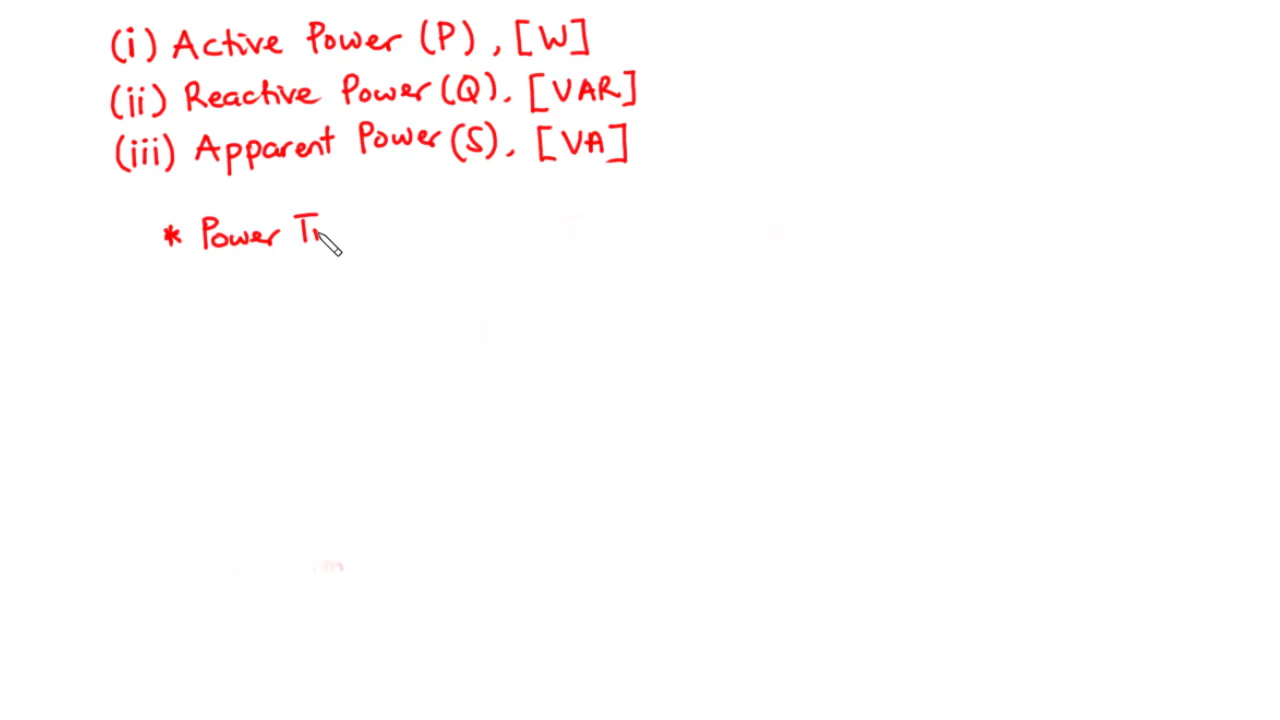 (i) Active Power (P), [W]
(ii) Reactive Power (Q). [VAR]
(iii) Apparent Power (S), [VA]
* Power